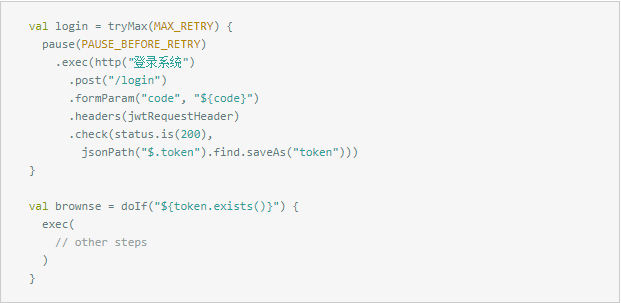 val login = tryMax(MAX_RETRY) {
  pause(PAUSE_BEFORE_RETRY)
    .exec(http("登录系统")
      .post("/login")
      .formParam("code", "${code}")
      .headers(jwtRequestHeader)
      .check(status.is(200),
        jsonPath("$.token").find.saveAs("token")))
}

val brownse = doIf("${token.exists()}") {
  exec(
    // other steps
  )
}